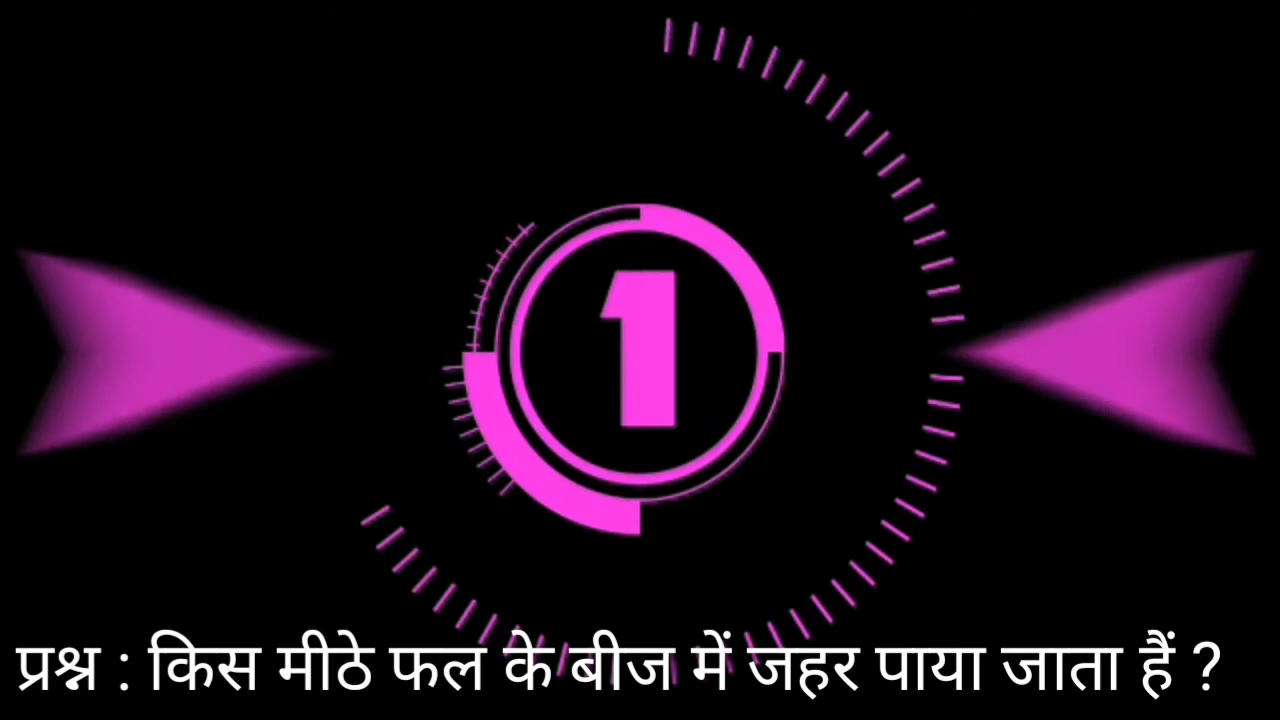 1
प्रश्न : किस मीठे फल के बीज में जहर पाया जाता हैं ?